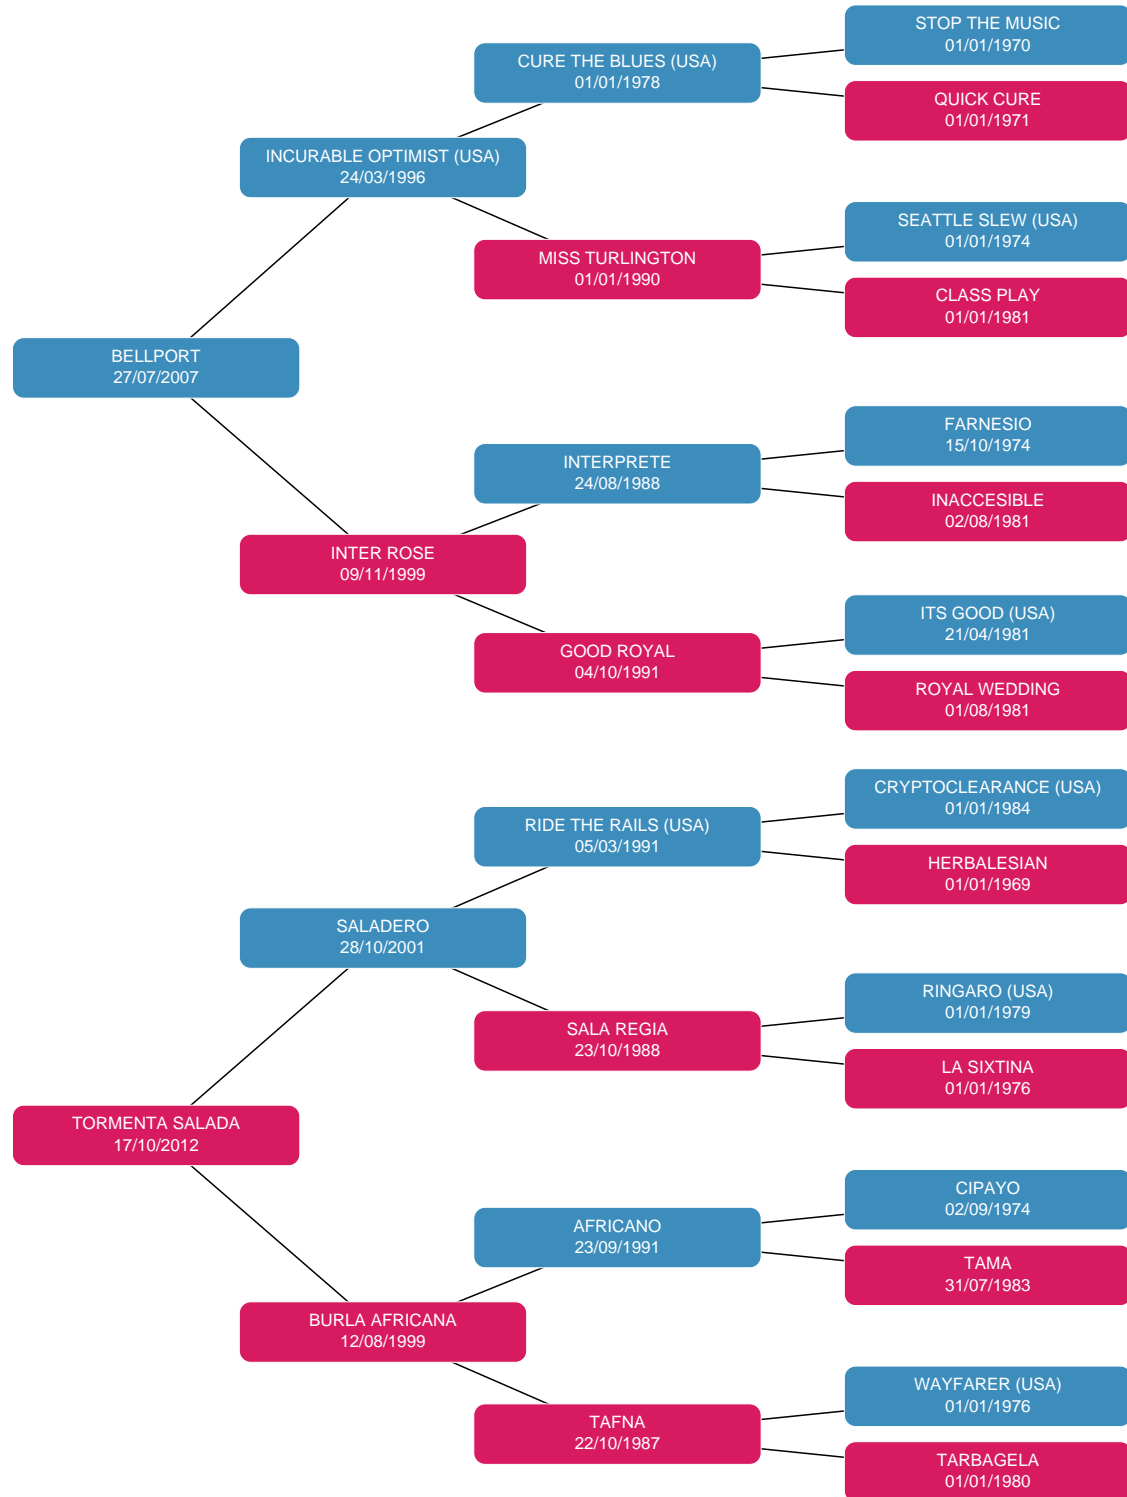 STOP THE MUSIC
01/01/1970
CURE THE BLUES (USA)
01/01/1978
QUICK CURE
01/01/1971
INCURABLE OPTIMIST (USA)
24/03/1996
SEATTLE SLEW (USA)
01/01/1974
MISS TURLINGTON
01/01/1990
CLASS PLAY
01/01/1981
BELLPORT
27/07/2007
FARNESIO
15/10/1974
INTERPRETE
24/08/1988
INACCESIBLE
02/08/1981
INTER ROSE
09/11/1999
ITS GOOD (USA)
21/04/1981
GOOD ROYAL
04/10/1991
ROYAL WEDDING
01/08/1981
CRYPTOCLEARANCE (USA)
01/01/1984
RIDE THE RAILS (USA)
05/03/1991
HERBALESIAN
01/01/1969
SALADERO
28/10/2001
RINGARO (USA)
01/01/1979
SALA REGIA
23/10/1988
LA SIXTINA
01/01/1976
TORMENTA SALADA
17/10/2012
CIPAYO
02/09/1974
AFRICANO
23/09/1991
TAMA
31/07/1983
BURLA AFRICANA
12/08/1999
WAYFARER (USA)
01/01/1976
TAFNA
22/10/1987
TARBAGELA
01/01/1980